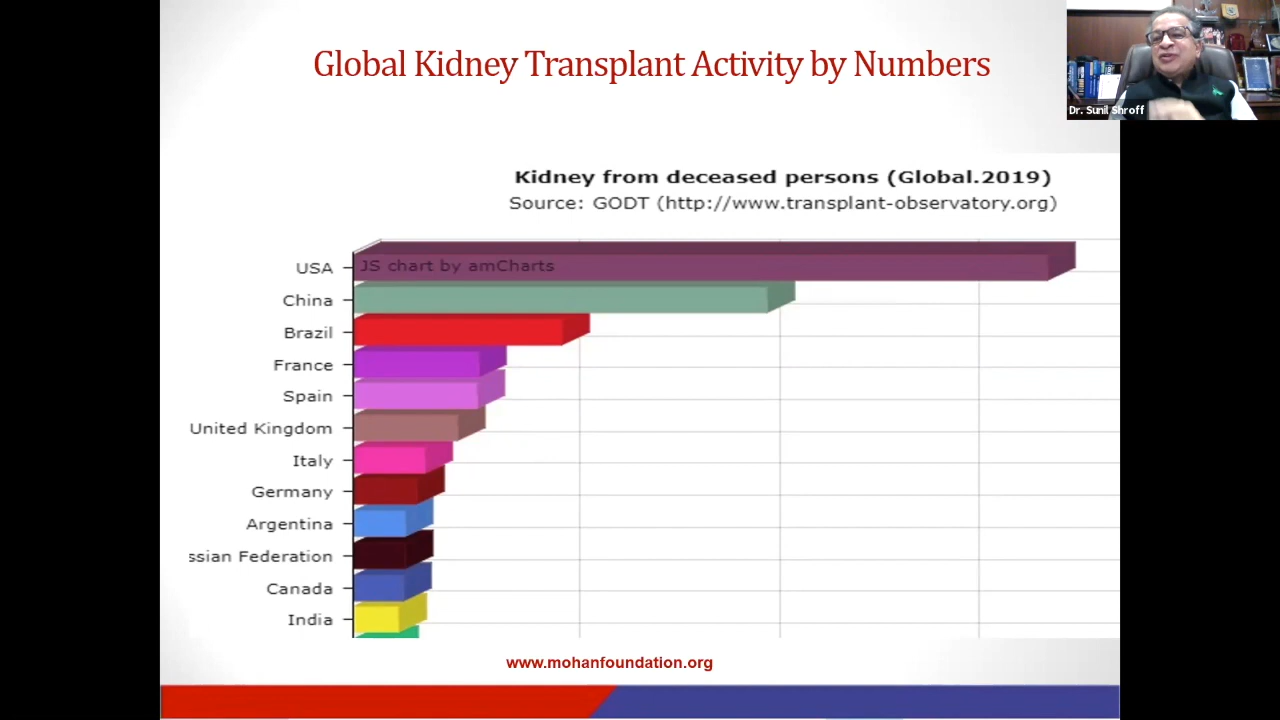 Global Kidney Transplant Activity by Numbers
Dr. Sunil Shroff
Kidney from deceased persons (Global.2019)
Source: GODT (http://www.transplant-observatory.org)
USA
JS chart by amCharts
China
Brazil
France
Spain
United Kingdom
Italy
Germany
Argentina
ssian Federation
Canada
India
www.mohanfoundation.org